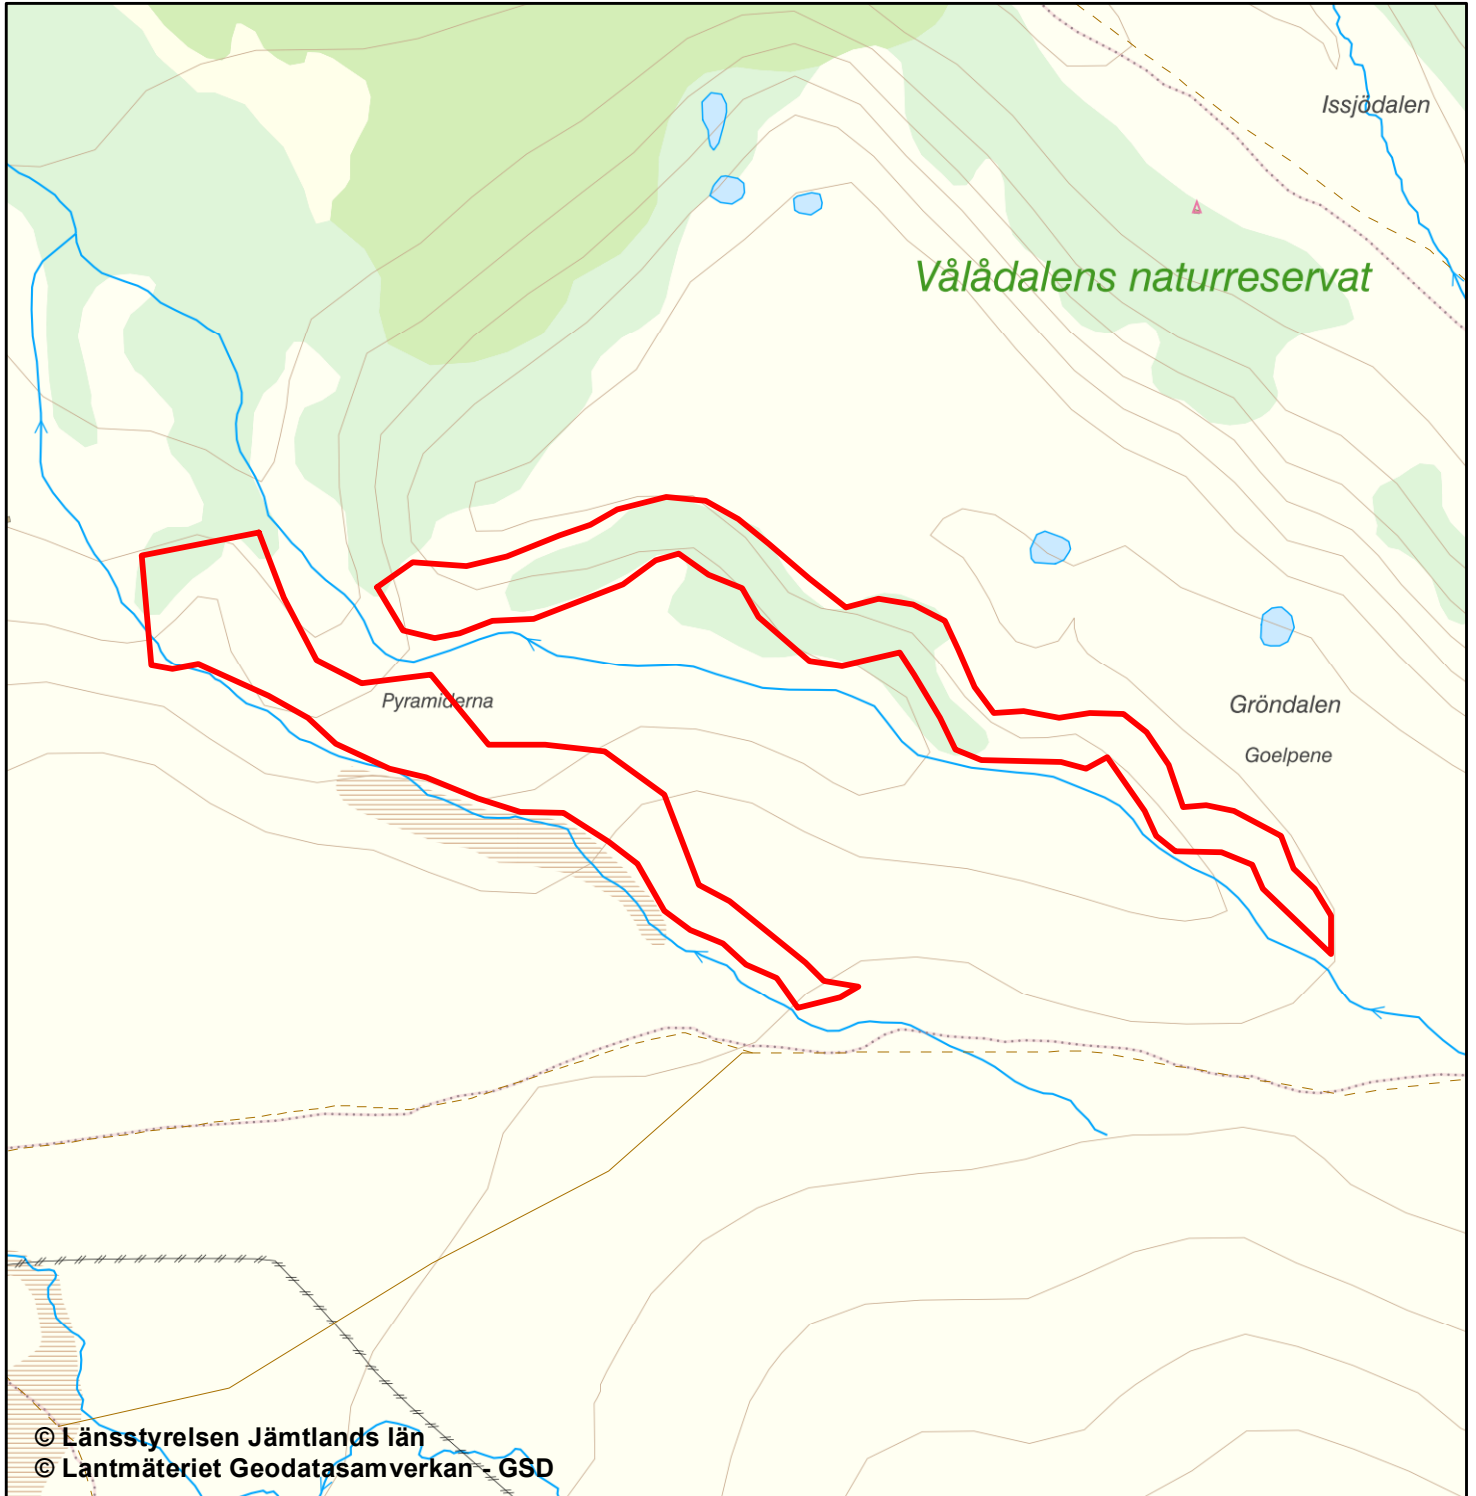 Issjödalen
Vålådalens naturreservat
Pyramiderna
Gröndalen
Goelpene
© Länsstyrelsen Jämtlands län
© Lantmäteriet Geodatasamverkan - GSD